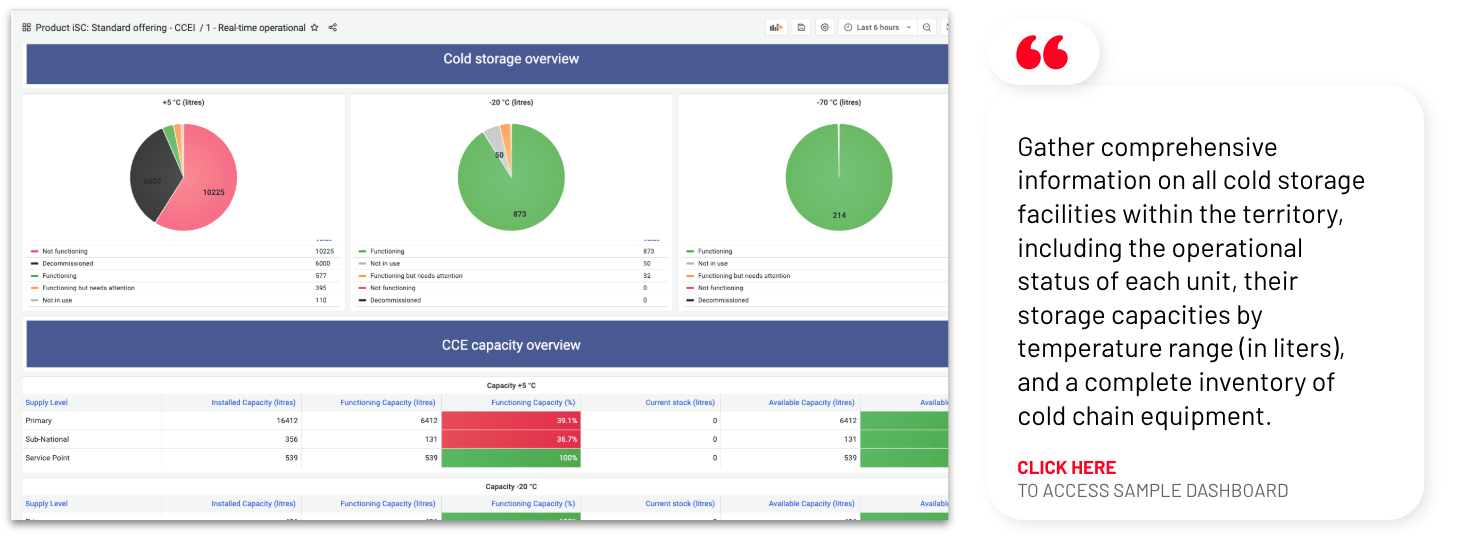 Product iSC: Standard offering - CCEI / 1 - Real-time operational
Last 6 hours
Cold storage overview
+5 °C (litres)
10225
6000
Not functioning 10225
Decommissioned 6000
Functioning 577
Functioning but needs attention 395
Not in use 110
-20 °C (litres)
50
873
Functioning 873
Not in use 50
Functioning but needs attention 32
Not functioning 0
Decommissioned 0
-70 °C (litres)
214
Functioning
Not in use
Functioning but needs attention
Not functioning
Decommissioned
CCE capacity overview
Capacity +5 °C
Supply Level Installed Capacity (litres) Functioning Capacity (litres) Functioning Capacity (%) Current stock (litres) Available Capacity (litres) Available
Primary 16412 6412 39.1% 0 6412
Sub-National 356 131 36.7% 0 131
Service Point 539 539 100% 0 539
Capacity -20 °C
Supply Level Installed Capacity (litres) Functioning Capacity (litres) Functioning Capacity (%) Current stock (litres) Available Capacity (litres) Available
Gather comprehensive
information on all cold storage
facilities within the territory,
including the operational
status of each unit, their
storage capacities by
temperature range (in liters),
and a complete inventory of
cold chain equipment.
CLICK HERE
TO ACCESS SAMPLE DASHBOARD